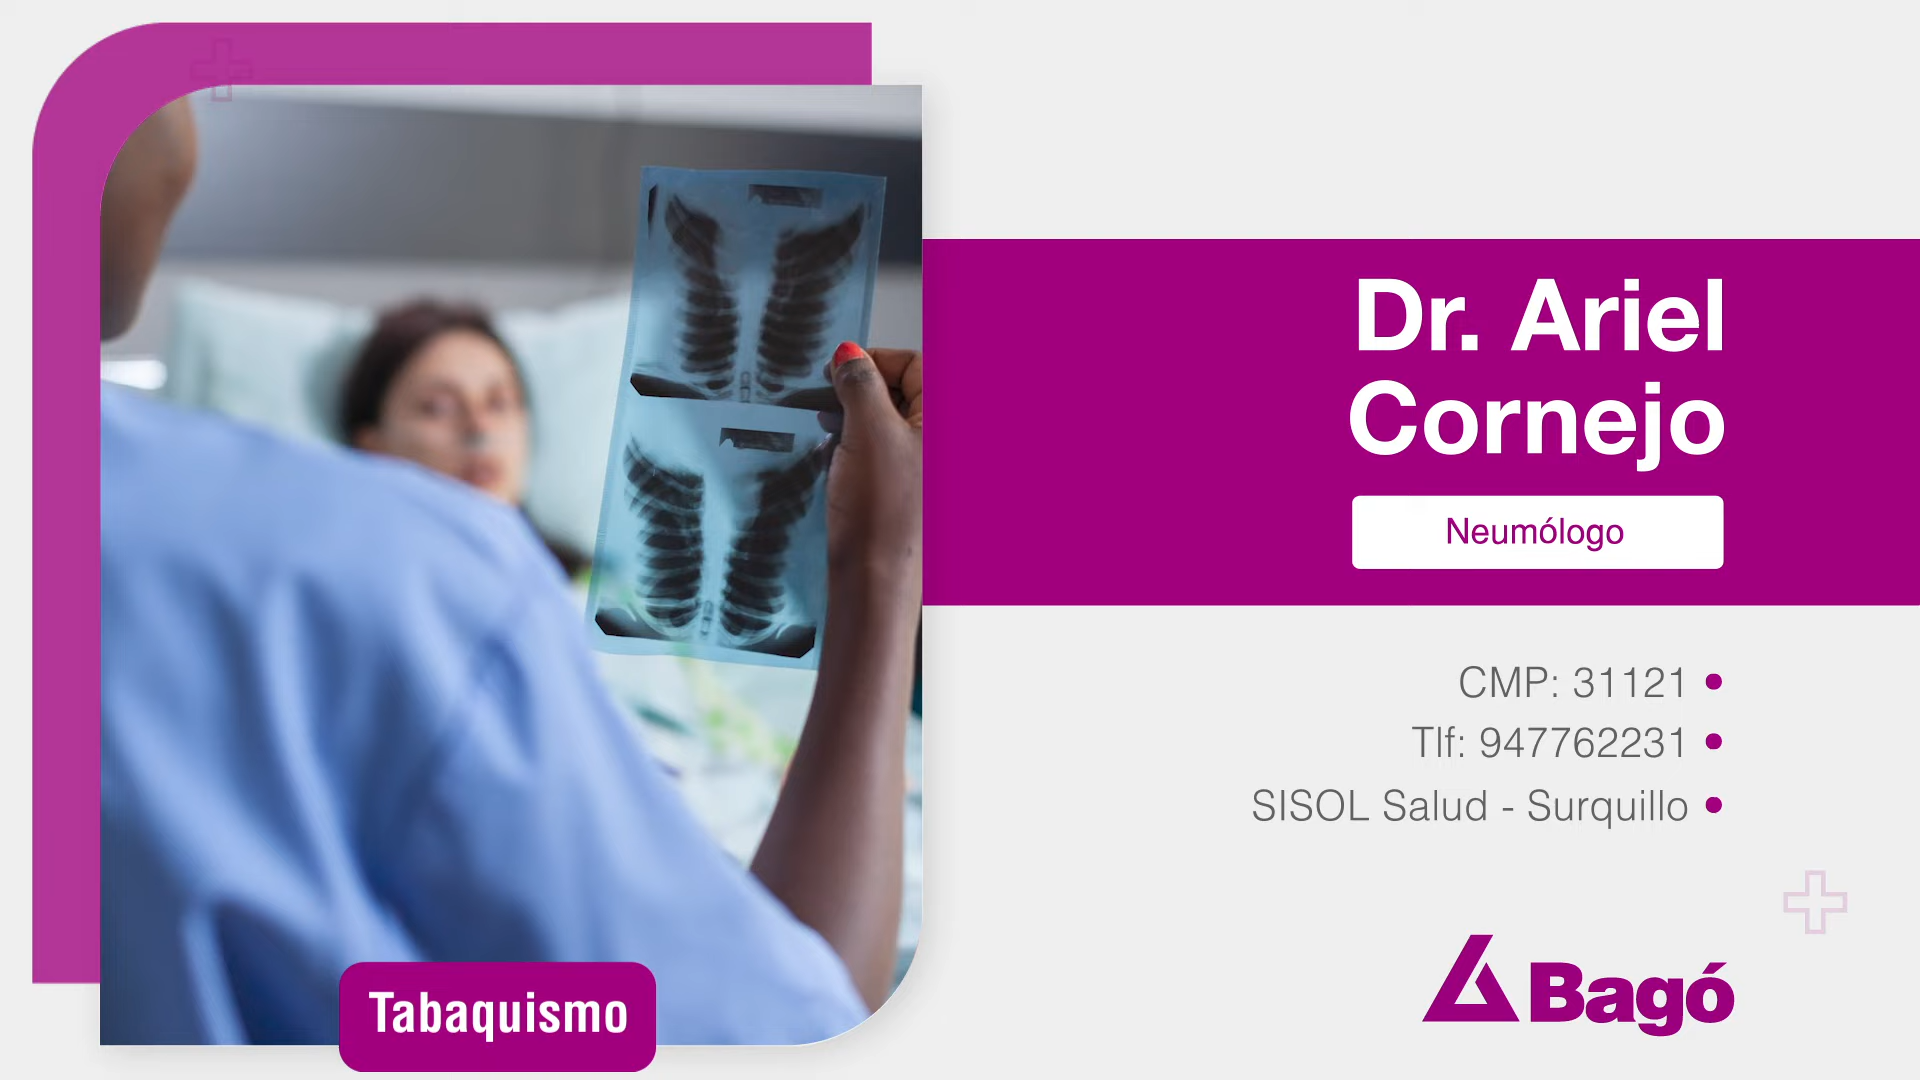 Dr. Ariel
Cornejo
Neumólogo
CMP: 31121
Tlf: 947762231
SISOL Salud - Surquillo
Tabaquismo
Bagó